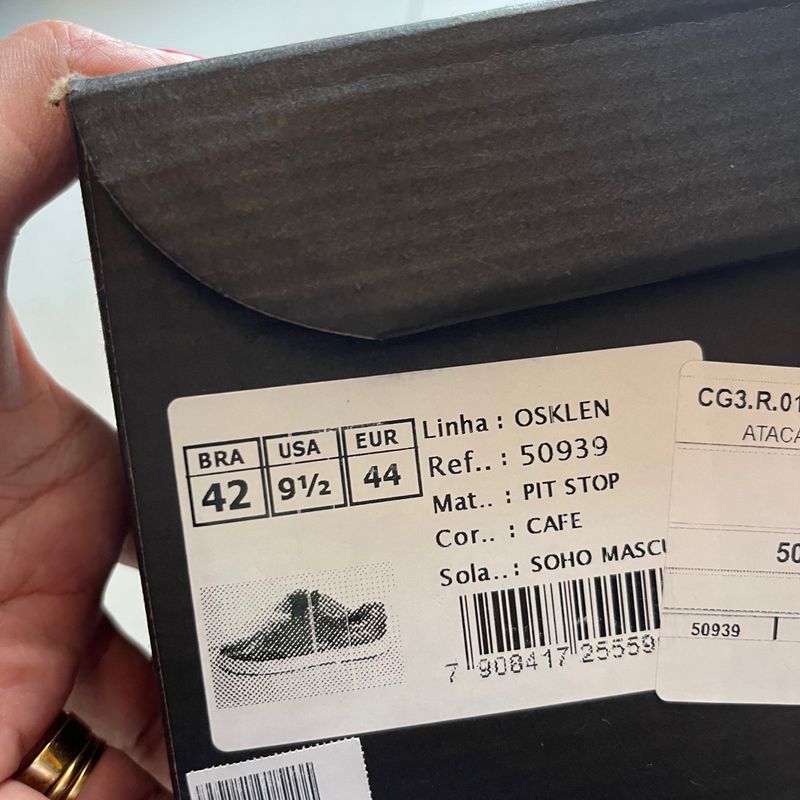 BRA USA EUR
42 9½ 44
Linha : OSKLEN
Ref.. : 50939
Mat.. : PIT STOP
Cor.. : CAFE
Sola..: SOHO MASCU
7 908417 25559
CG3.R.01
ATACA
50
50939